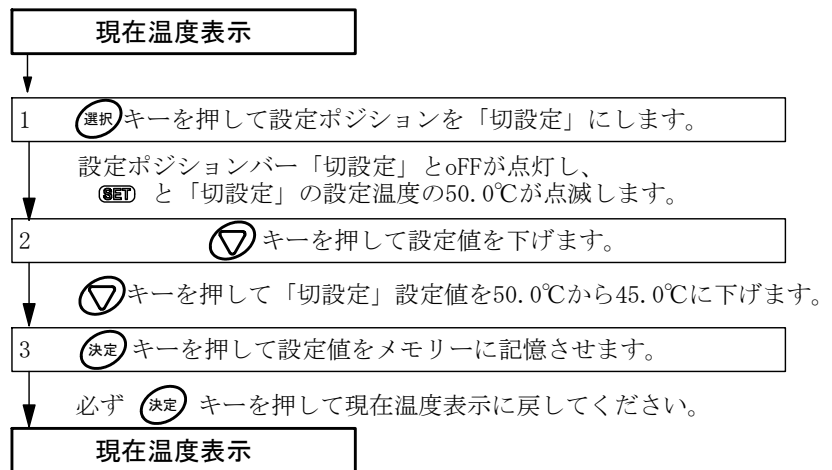 現在温度表示
1 選択キーを押して設定ポジションを「切設定」にします。
設定ポジションバー「切設定」とoFFが点灯し、
SET と「切設定」の設定温度の50.0℃が点滅します。
2 キーを押して設定値を下げます。
キーを押して「切設定」設定値を50.0℃から45.0℃に下げます。
3 決定キーを押して設定値をメモリーに記憶させます。
必ず 決定 キーを押して現在温度表示に戻してください。
現在温度表示